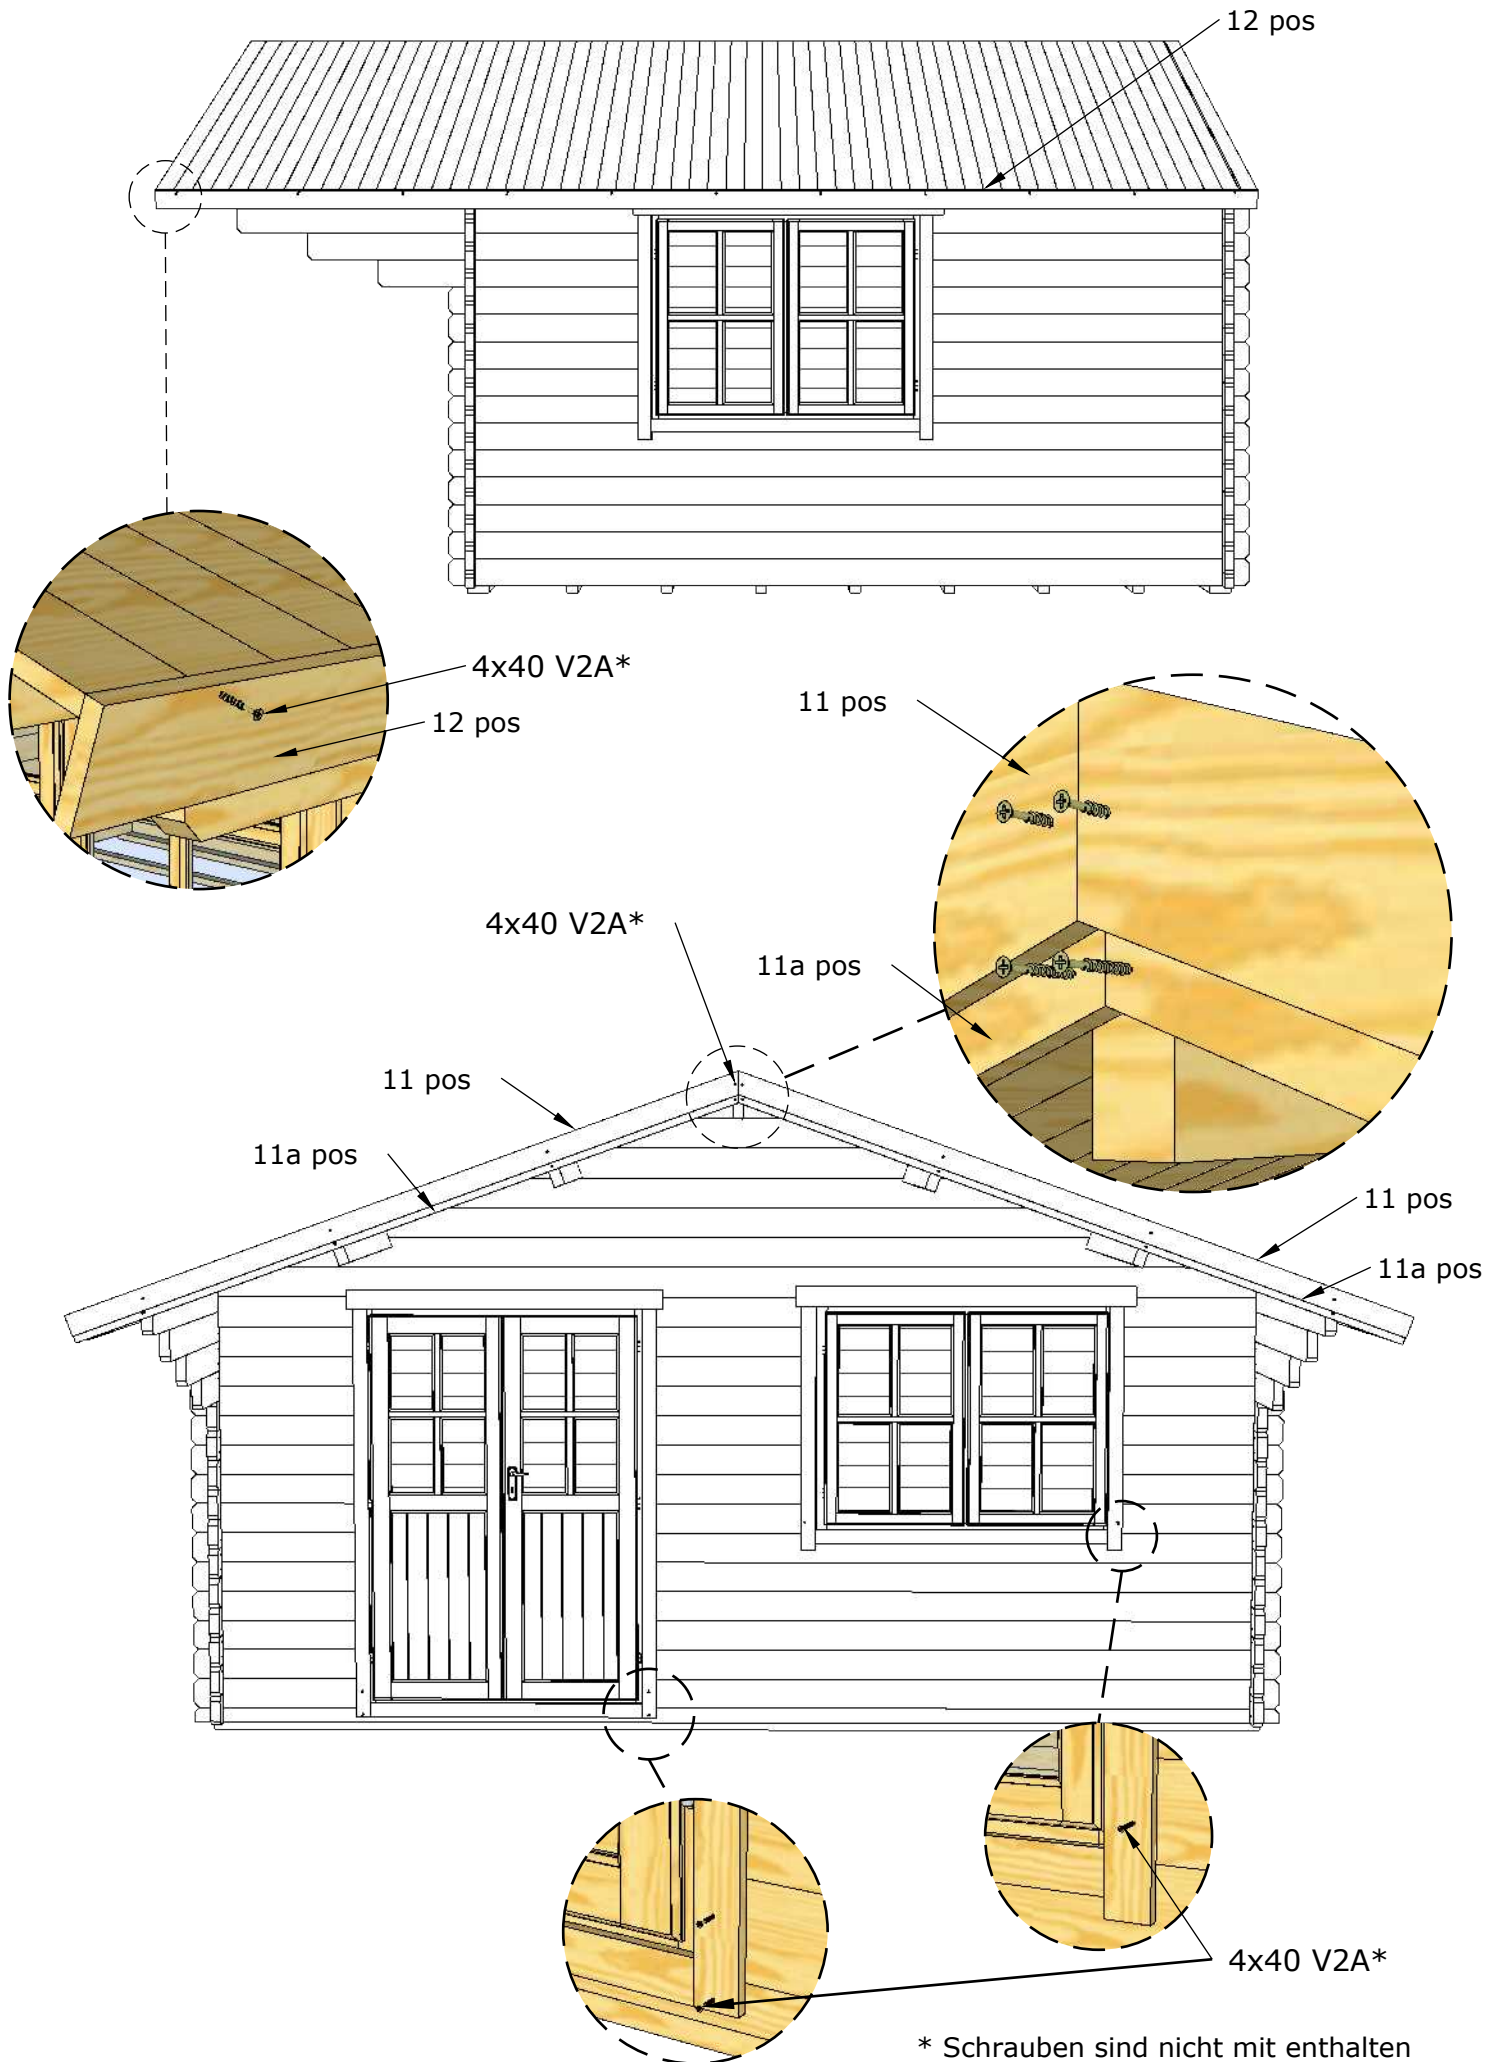 12 pos
4x40 V2A*
12 pos
11 pos
4x40 V2A*
11a pos
11 pos
11a pos
11 pos
11a pos
4x40 V2A*
* Schrauben sind nicht mit enthalten